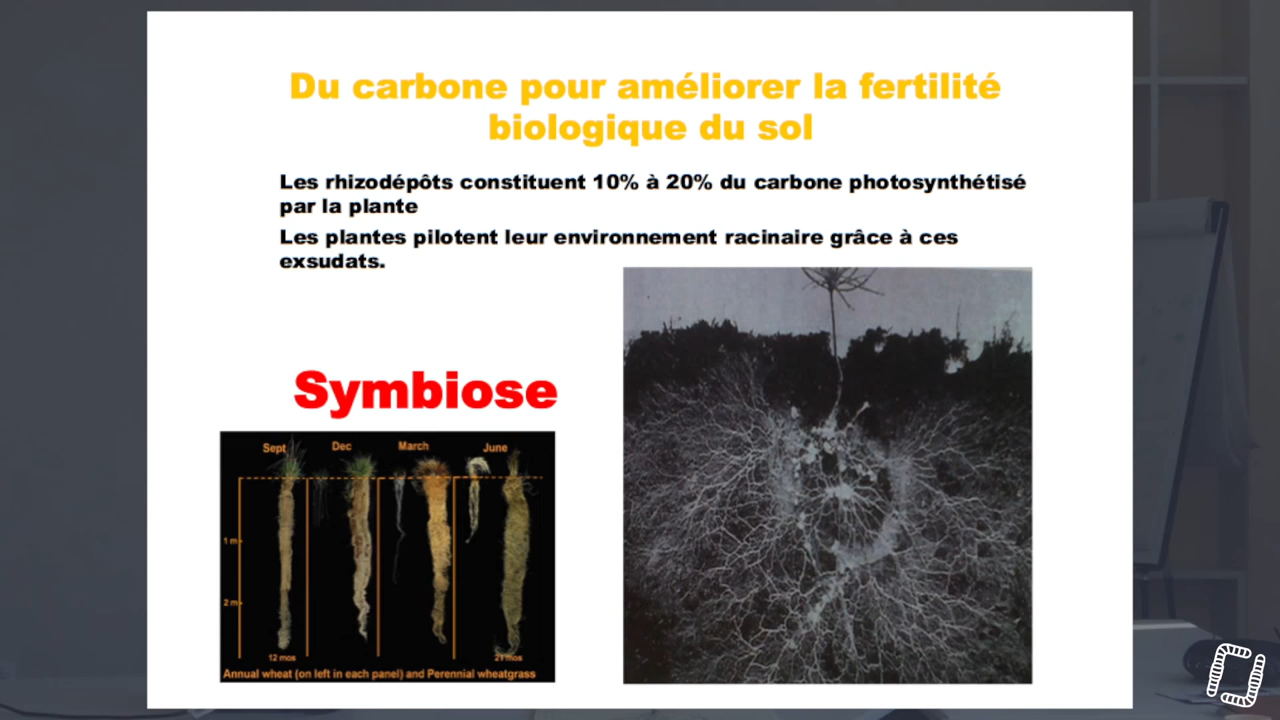 Du carbone pour améliorer la fertilité
biologique du sol
Les rhizodépôts constituent 10% à 20% du carbone photosynthétisé
par la plante
Les plantes pilotent leur environnement racinaire grâce à ces
exsudats.
Symbiose
Sept Dec March June
1 m
2 m
12 mos 21 mos
Annual wheat (on left in each panel) and Perennial wheatgrass